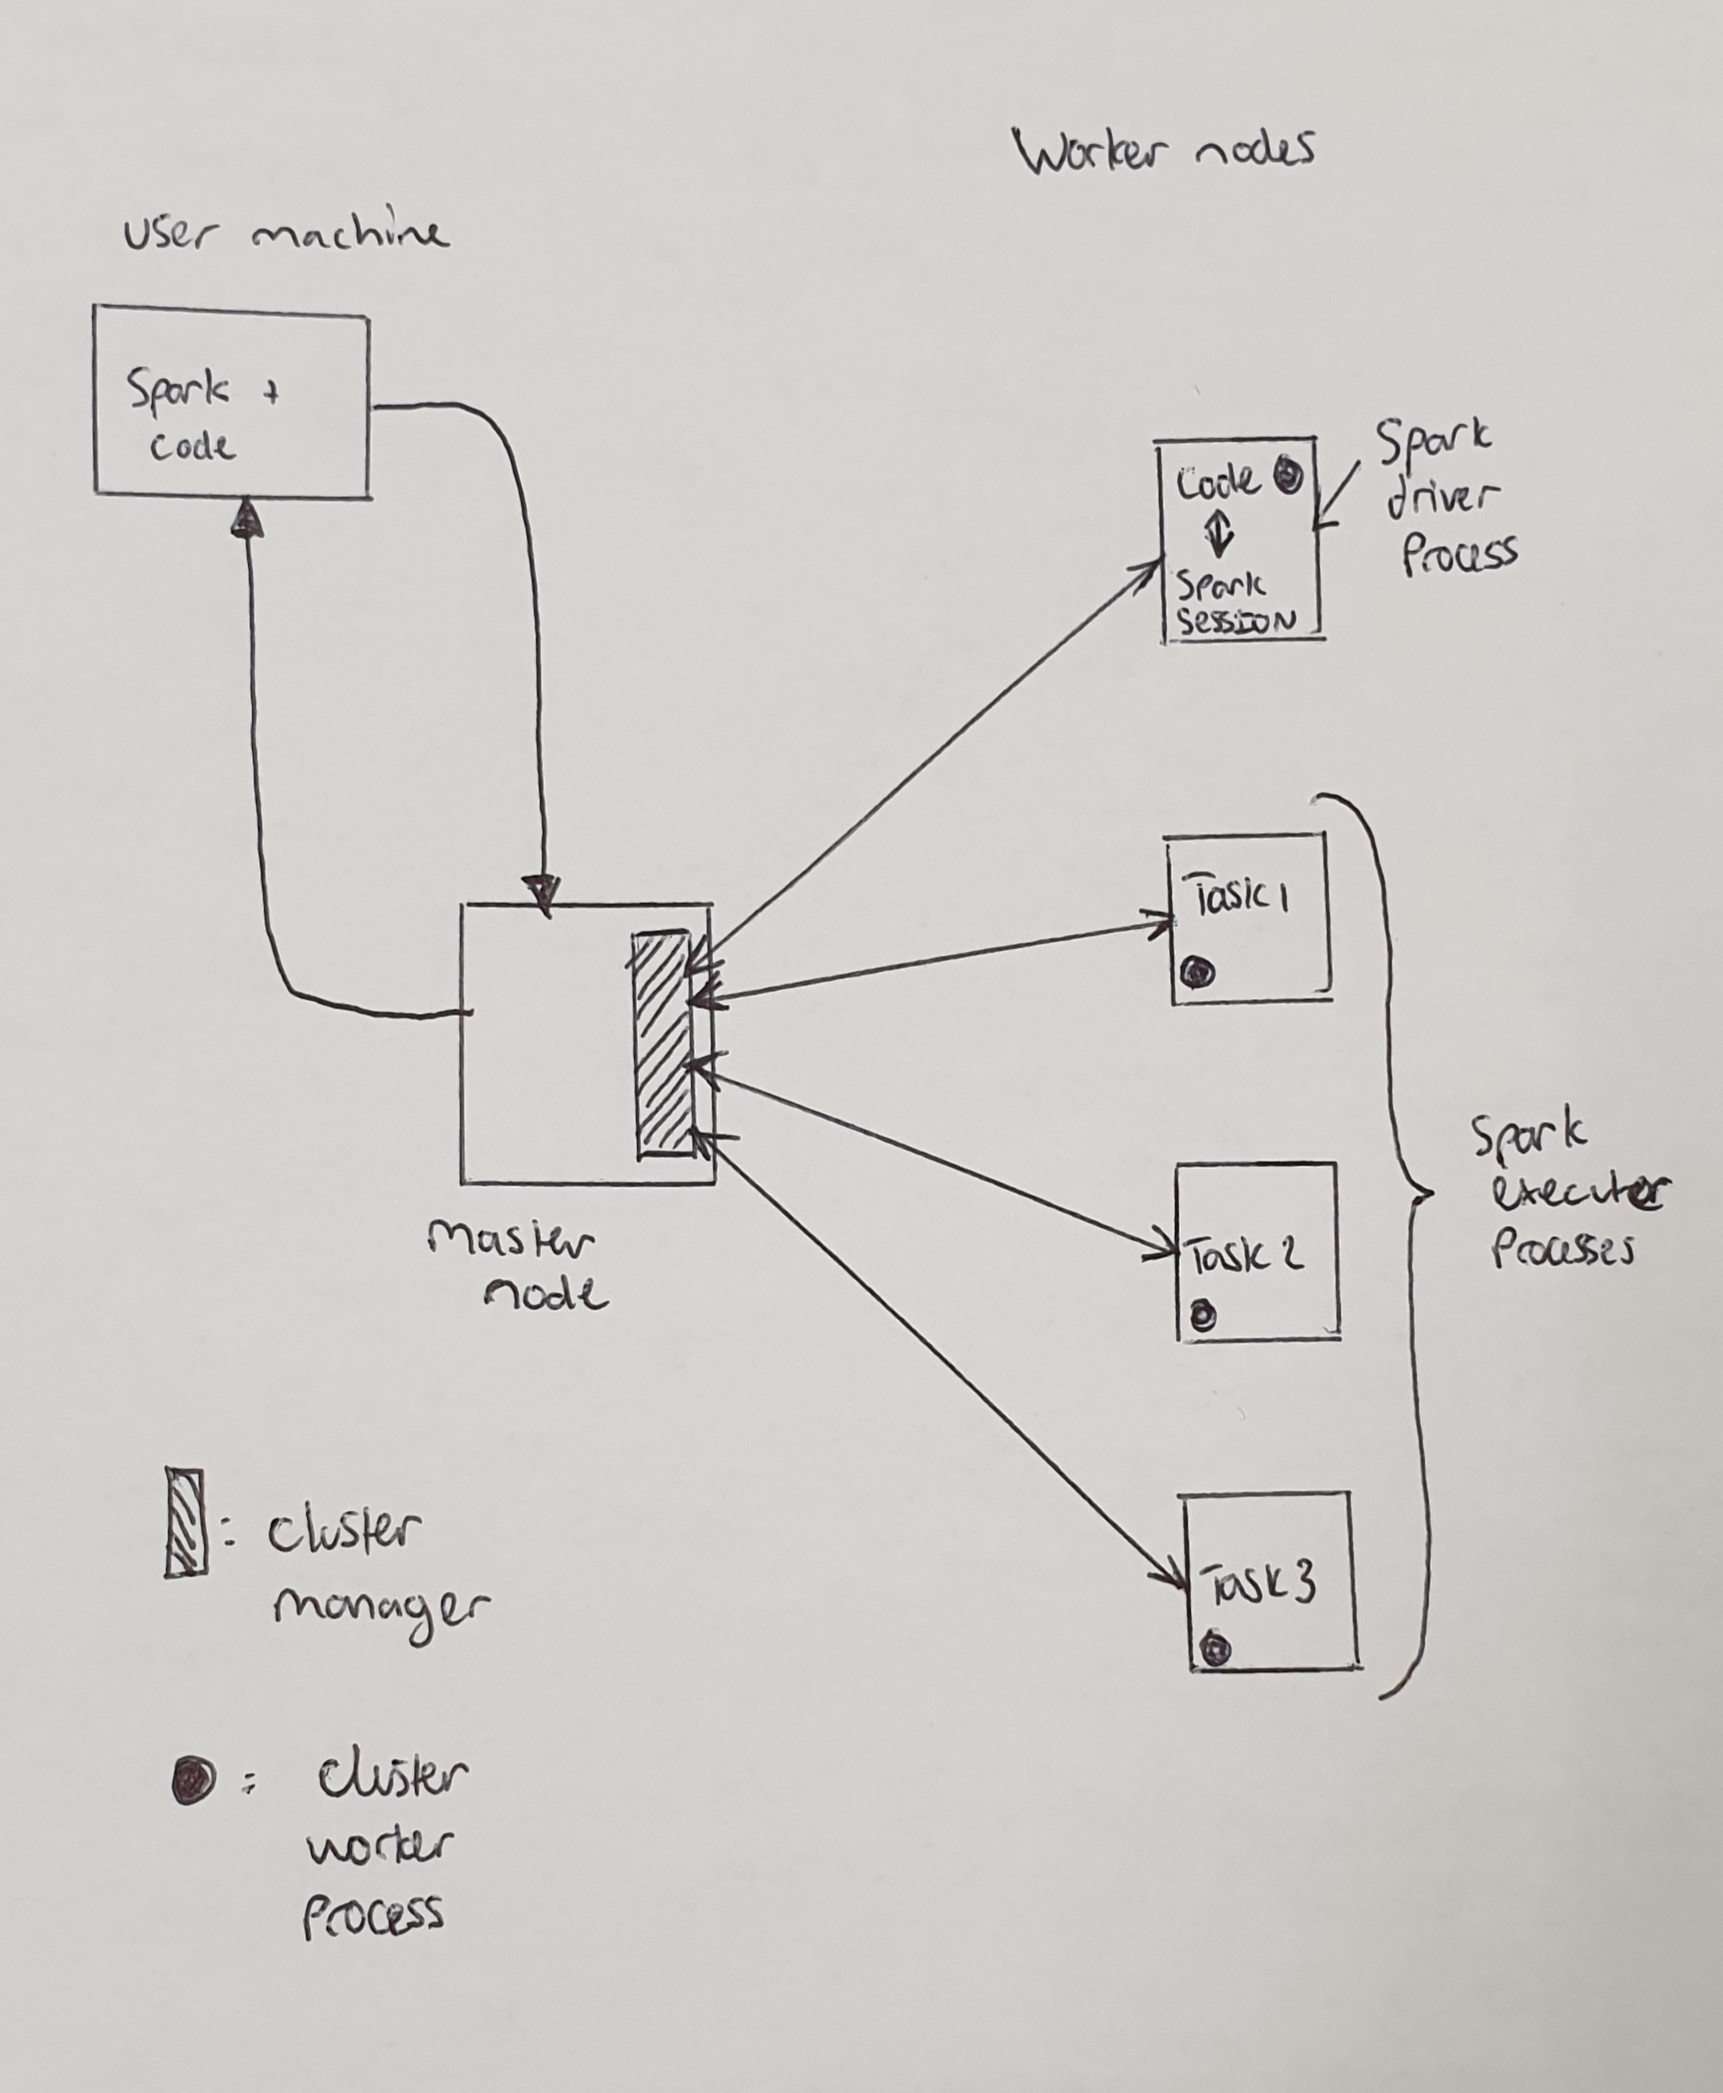 Worker nodes
user machine
Spark +
code
Code
Spark
SESSION
Spark
driver
Process
Task 1
Task 2
Task 3
Spark
executer
Processes
Master
node
: cluster
manager
= cluster
worker
Process